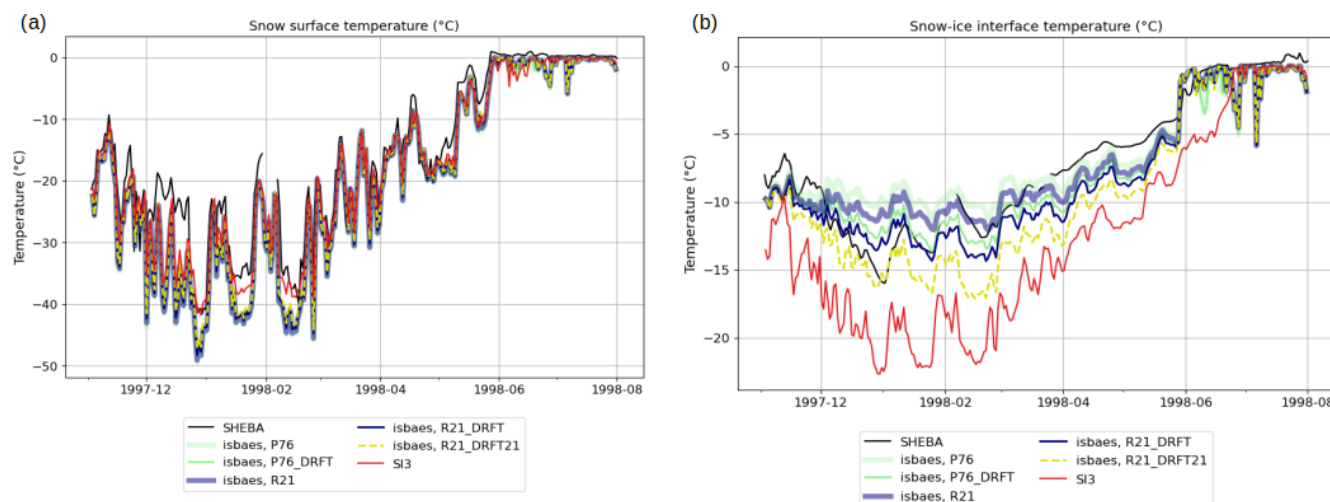 (a)
Snow surface temperature (°C)
Temperature (°C)
0
−10
−20
−30
−40
−50
1997-12
1998-02
1998-04
1998-06
1998-08
SHEBA
isbaes, P76
isbaes, P76_DRFT
isbaes, R21
isbaes, R21_DRFT
isbaes, R21_DRFT21
SI3
(b)
Snow-ice interface temperature (°C)
Temperature (°C)
0
−5
−10
−15
−20
1997-12
1998-02
1998-04
1998-06
1998-08
SHEBA
isbaes, P76
isbaes, P76_DRFT
isbaes, R21
isbaes, R21_DRFT
isbaes, R21_DRFT21
SI3